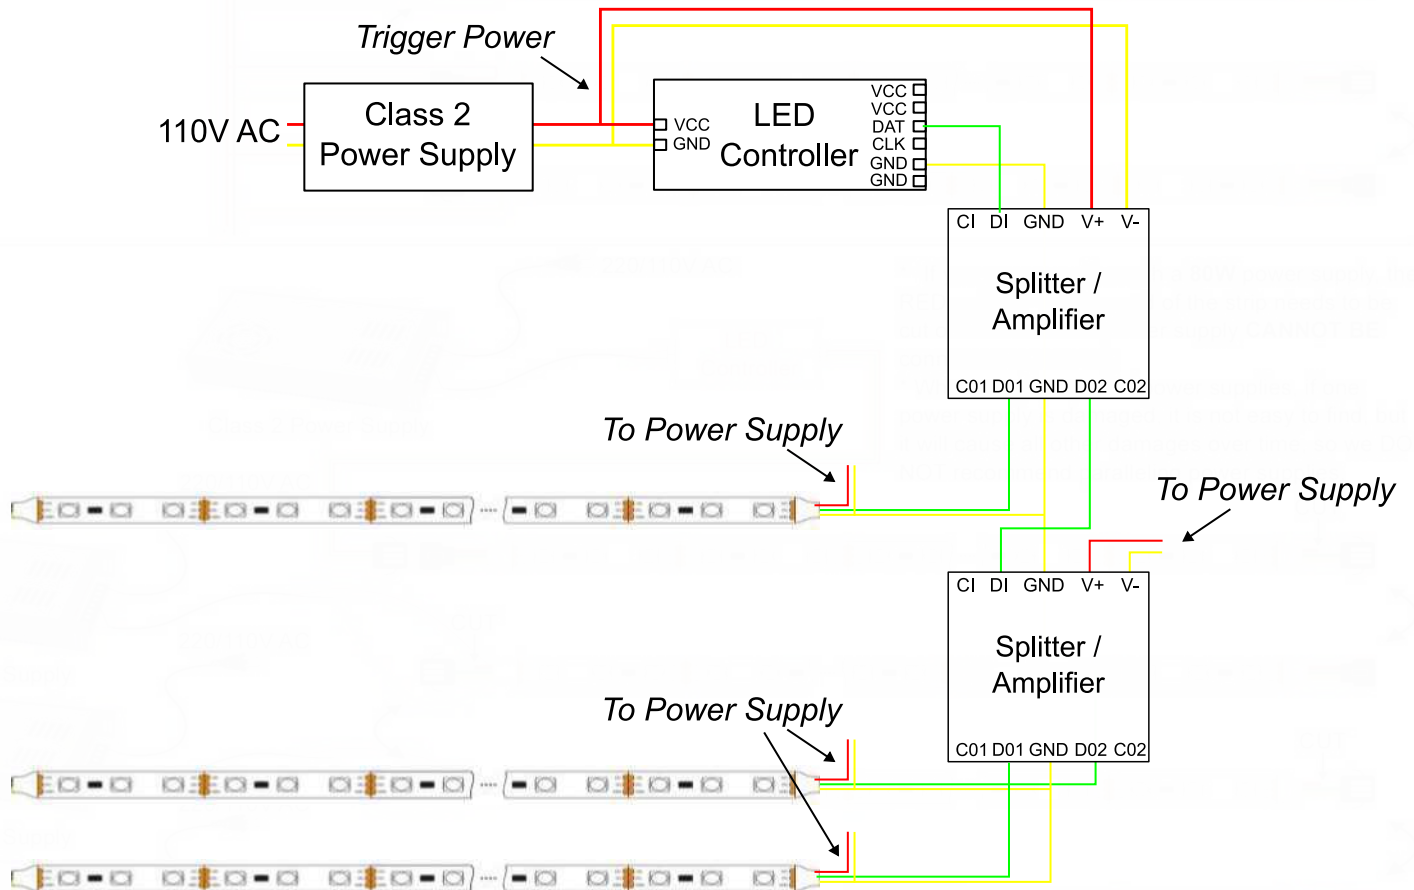 Trigger Power
110V AC
Class 2
Power Supply
VCC
GND
LED
Controller
VCC
VCC
DAT
CLK
GND
GND
CI DI GND V+ V-
Splitter /
Amplifier
C01 D01 GND D02 C02
To Power Supply
To Power Supply
CI DI GND V+ V-
Splitter /
Amplifier
C01 D01 GND D02 C02
To Power Supply